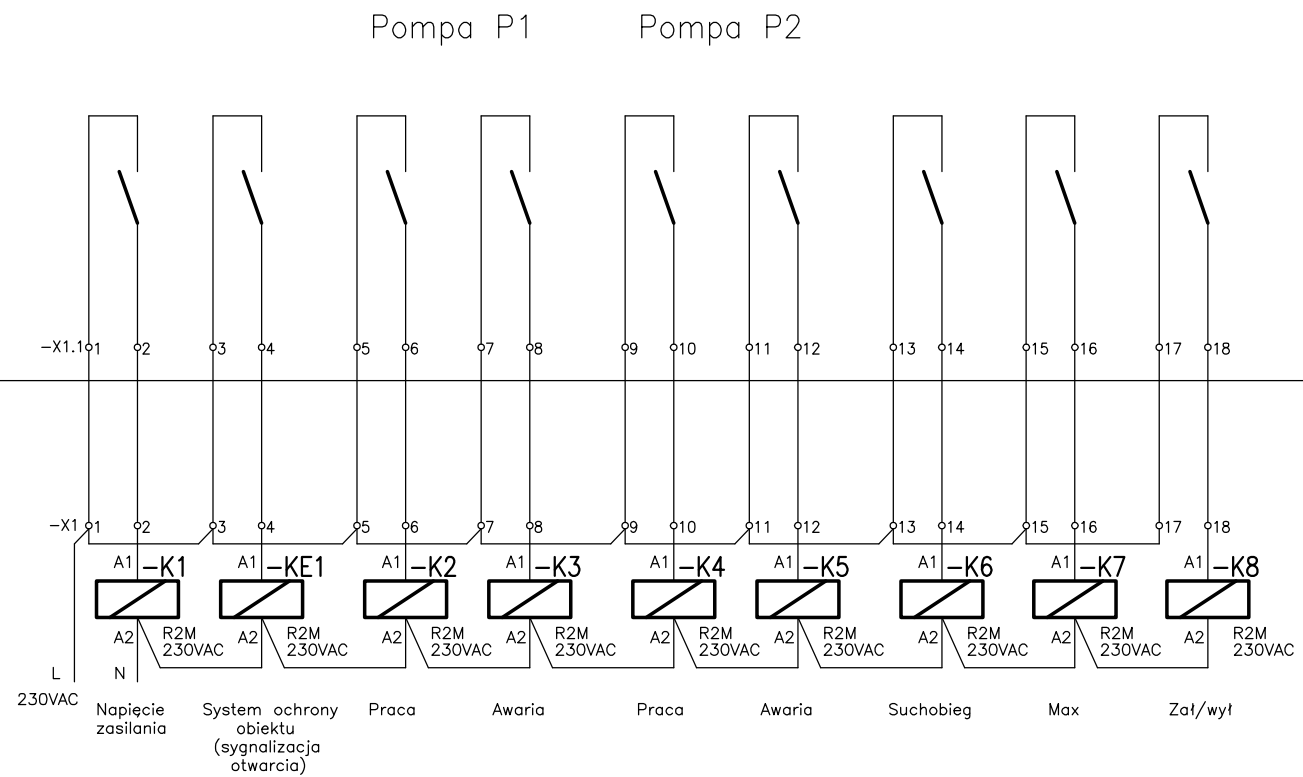 Pompa P1 Pompa P2
-X1.1 1 2 3 4 5 6 7 8 9 10 11 12 13 14 15 16 17 18
-X1 1 2 3 4 5 6 7 8 9 10 11 12 13 14 15 16 17 18
A1 -K1 A1 -KE1 A1 -K2 A1 -K3 A1 -K4 A1 -K5 A1 -K6 A1 -K7 A1 -K8
A2 R2M A2 R2M A2 R2M A2 R2M A2 R2M A2 R2M A2 R2M A2 R2M A2 R2M
230VAC 230VAC 230VAC 230VAC 230VAC 230VAC 230VAC 230VAC 230VAC
L N
230VAC
Napięcie
zasilania
System ochrony
obiektu
(sygnalizacja
otwarcia)
Praca
Awaria
Praca
Awaria
Suchobieg
Max
Zał/wył